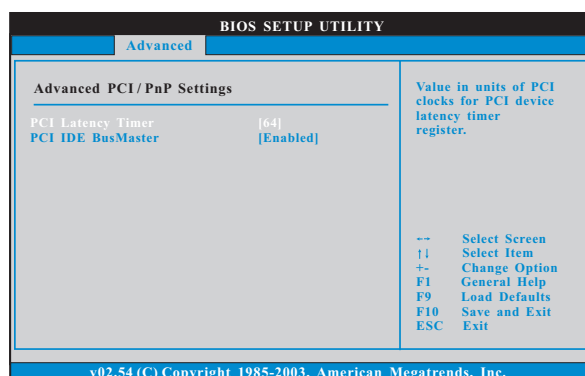 BIOS SETUP UTILITY
Advanced
Advanced PCI / PnP Settings
PCI Latency Timer [64]
PCI IDE BusMaster [Enabled]
Value in units of PCI
clocks for PCI device
latency timer
register.
←→ Select Screen
↑↓ Select Item
+- Change Option
F1 General Help
F9 Load Defaults
F10 Save and Exit
ESC Exit
v02.54 (C) Copyright 1985-2003, American Megatrends, Inc.